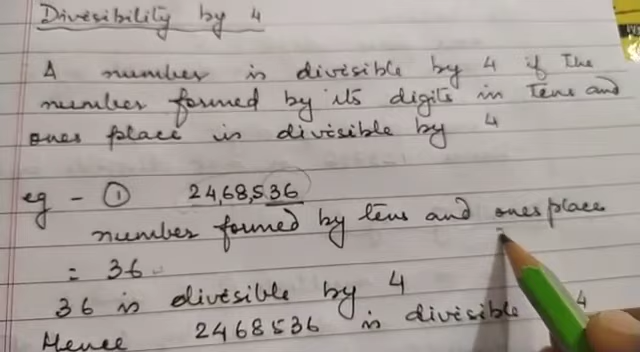 Divisibility by 4
A number is divisible by 4 if the
number formed by its digits in Tens and
ones place is divisible by 4
eg - ① 24,68,536
number formed by tens and ones place
= 36
36 is divisible by 4
Hence 2468536 is divisible 4